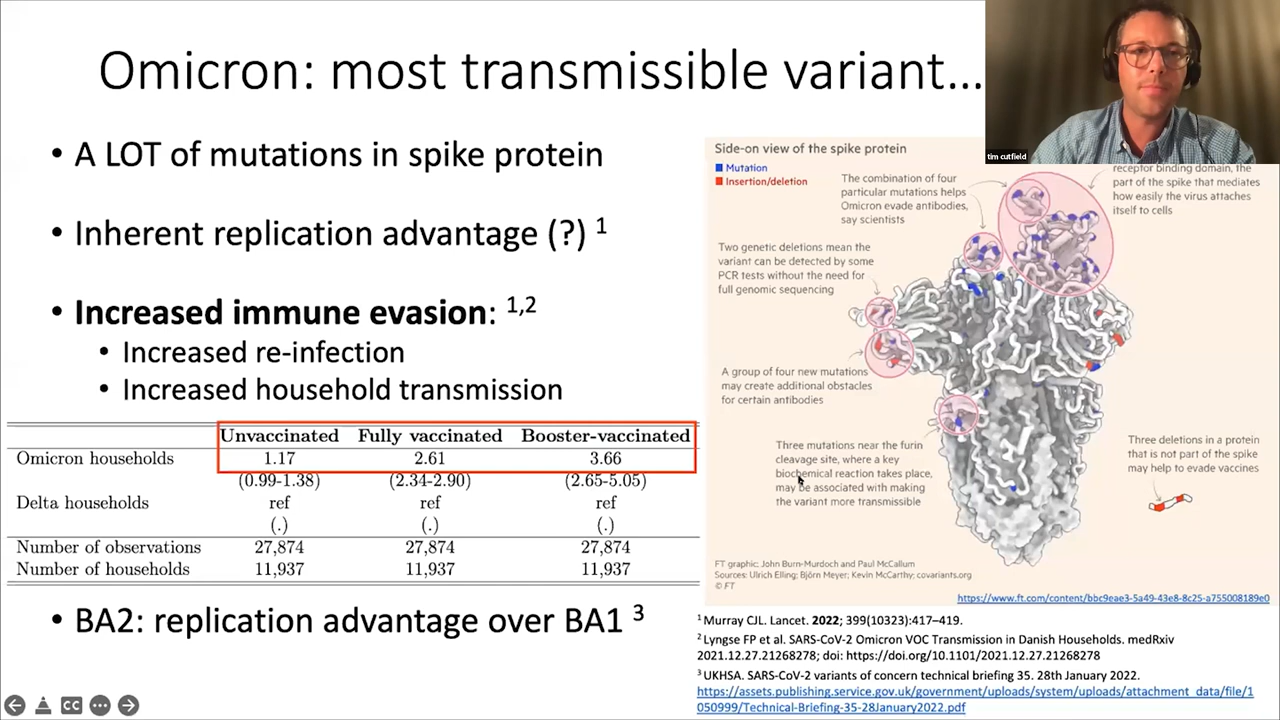 Omicron: most transmissible variant…
tim cutfield
• A LOT of mutations in spike protein
• Inherent replication advantage (?) 1
• Increased immune evasion: 1,2
• Increased re-infection
• Increased household transmission
Unvaccinated Fully vaccinated Booster-vaccinated
Omicron households 1.17 2.61 3.66
(0.99-1.38) (2.34-2.90) (2.65-5.05)
Delta households ref ref ref
(.) (.) (.)
Number of observations 27,874 27,874 27,874
Number of households 11,937 11,937 11,937
• BA2: replication advantage over BA1 3
Side-on view of the spike protein
Mutation
Insertion/deletion
The combination of four
particular mutations helps
Omicron evade antibodies,
say scientists
receptor binding domain, the
part of the spike that mediates
how easily the virus attaches
itself to cells
Two genetic deletions mean the
variant can be detected by some
PCR tests without the need for
full genomic sequencing
A group of four new mutations
may create additional obstacles
for certain antibodies
Three mutations near the furin
cleavage site, where a key
biochemical reaction takes place,
may be associated with making
the variant more transmissible
Three deletions in a protein
that is not part of the spike
may help to evade vaccines
FT graphic: John Burn-Murdoch and Paul McCallum
Sources: Ulrich Elling; Björn Meyer; Kevin McCarthy; covariants.org
© FT
https://www.ft.com/content/bbc9eae3-5a49-43e8-8c25-a755008189e0
1 Murray CJL. Lancet. 2022; 399(10323):417–419.
2 Lyngse FP et al. SARS-CoV-2 Omicron VOC Transmission in Danish Households. medRxiv
2021.12.27.21268278; doi: https://doi.org/10.1101/2021.12.27.21268278
3 UKHSA. SARS-CoV-2 variants of concern technical briefing 35. 28th January 2022.
https://assets.publishing.service.gov.uk/government/uploads/system/uploads/attachment_data/file/1
050999/Technical-Briefing-35-28January2022.pdf
CC